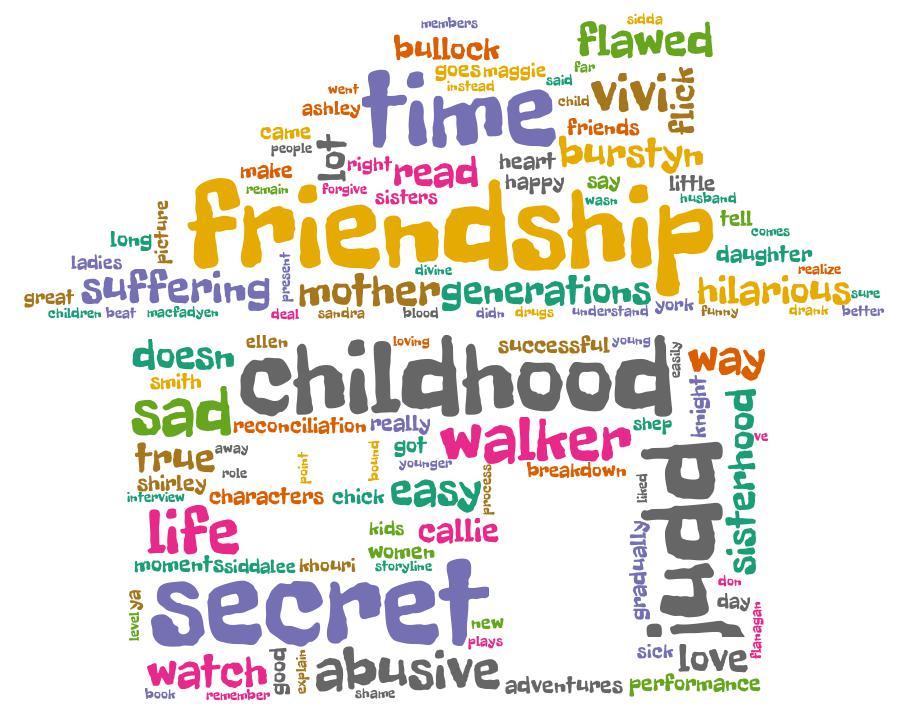 members
sidda
bullock
flawed
goes maggie
far
instead
said
went
time
child
vivi
flick
ashley
came
friends
people
lot
right
read
heart
burstyn
make
happy
say
little
remain
forgive
sisters
wasn
husband
friendship
tell
picture
long
comes
daughter
ladies
divine
realize
suffering
present
mother
generations
hilarious
sure
great
york
children
beat
macfadyen
deal
sandra
blood
didn
drugs
understand
funny
drank
better
ellen
loving
successful
young
easily
doesn
childhood
way
smith
knight
sad
reconciliation
really
shep
sisterhood
ve
true
away
got
walker
point
bound
younger
breakdown
shirley
role
process
liked
judd
interview
characters
chick
easy
life
kids
callie
gradually
women
moments
siddalee
khouri
storyline
don
level
ya
secret
day
flanagan
new
plays
sick
love
watch
good
explain
abusive
book
remember
shame
adventures
performance